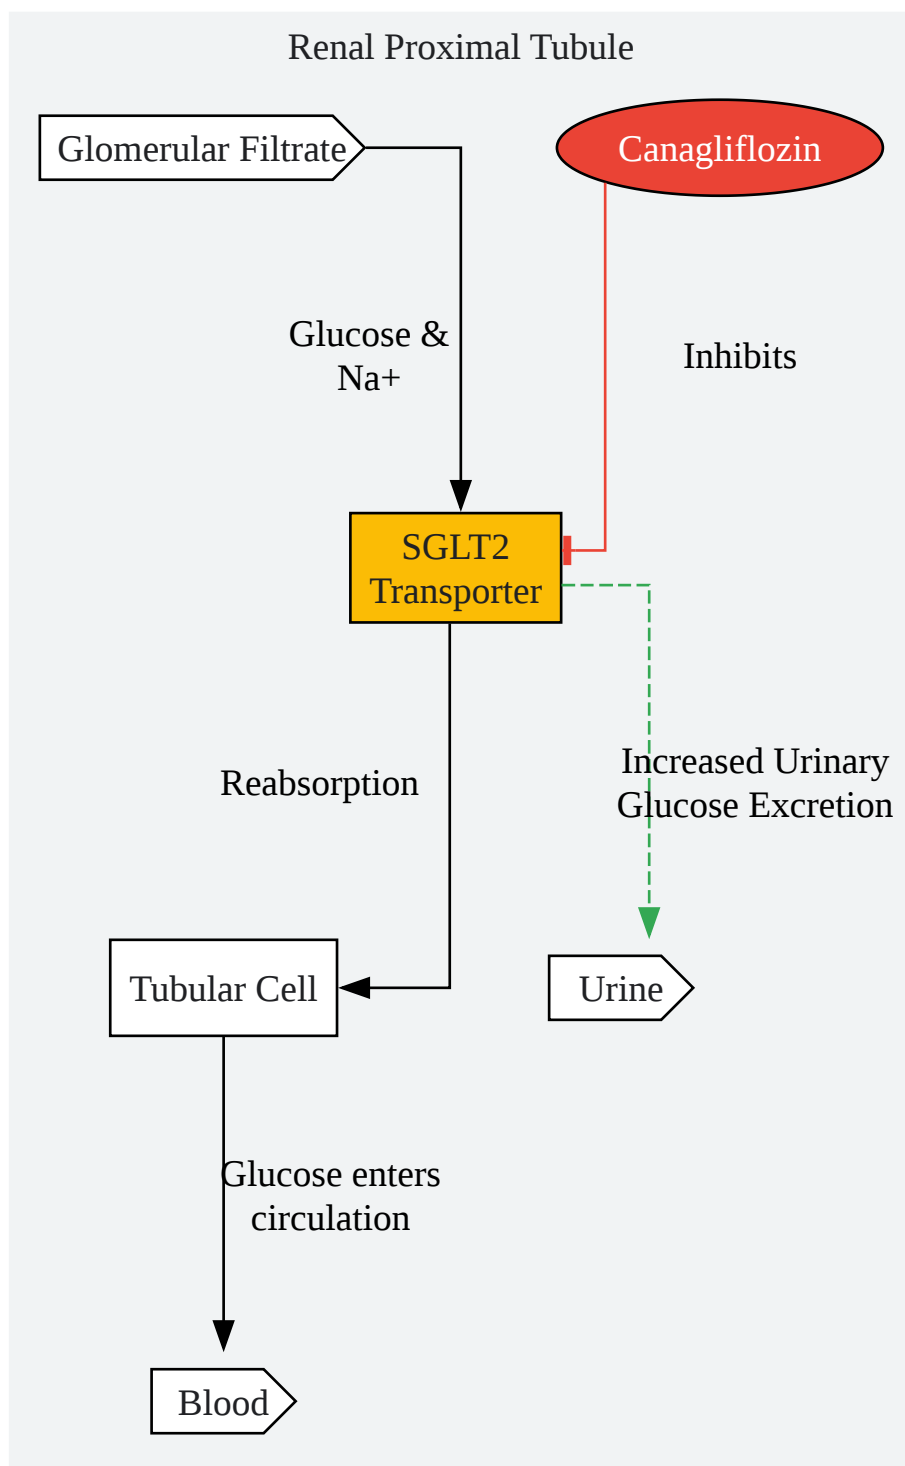 Renal Proximal Tubule
Glomerular Filtrate
Canagliflozin
Glucose &
Na+
Inhibits
SGLT2
Transporter
Reabsorption
Increased Urinary
Glucose Excretion
Tubular Cell
Urine
Glucose enters
circulation
Blood